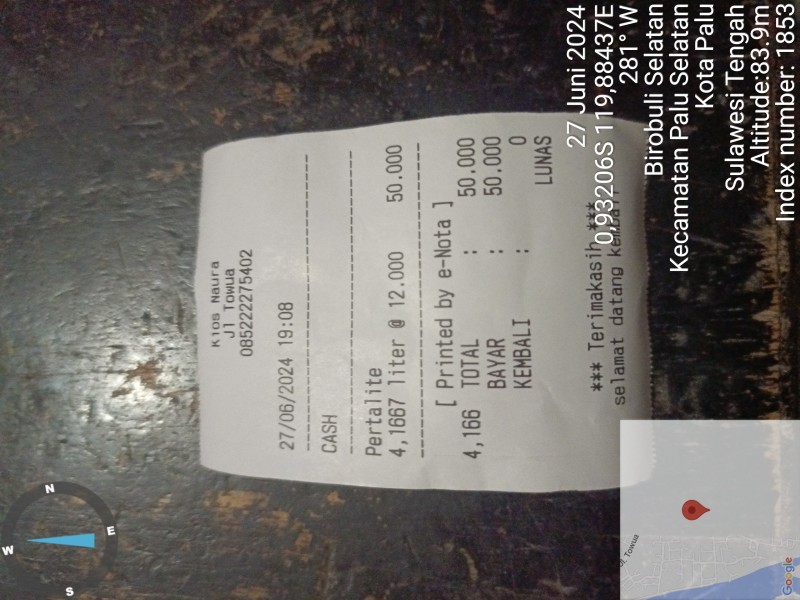 Kios Naura
Jl Towua
085222275402
27/06/2024 19:08
--------------------------------
CASH
--------------------------------
Pertalite
4,1667 liter @ 12.000 50.000
--------------------------------
[ Printed by e-Nota ]
4,166 TOTAL : 50.000
BAYAR : 50.000
KEMBALI : 0
LUNAS
*** Terimakasih ***
selamat datang kembali
27 Juni 2024
0,93206S 119,88437E
281° W
Birobuli Selatan
Kecamatan Palu Selatan
Kota Palu
Sulawesi Tengah
Altitude:83.9m
Index number: 1853
N
E
S
W
Jl. Towua
Google